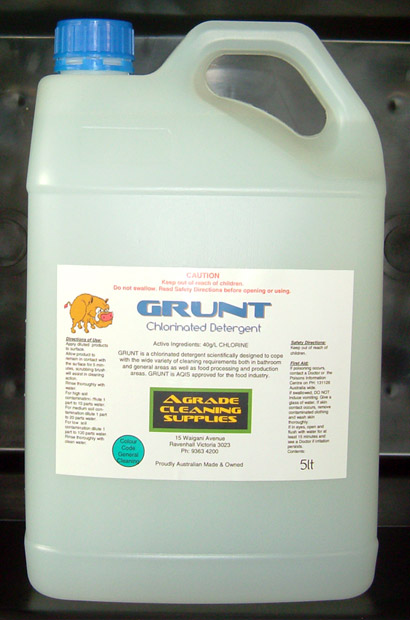 CAUTION
Keep out of reach of children.
Do not swallow. Read Safety Directions before opening or using.
GRUNT
Chlorinated Detergent
Active Ingredients: 40g/L CHLORINE
GRUNT is a chlorinated detergent scientifically designed to cope
with the wide variety of cleaning requirements both in bathroom
and general areas as well as food processing and production
areas. GRUNT is AQIS approved for the food industry.
A GRADE
CLEANING
SUPPLIES
15 Waigani Avenue
Ravenhall Victoria 3023
Ph: 9363 4200
Proudly Australian Made & Owned
Directions of Use:
Apply diluted products
to surface.
Allow product to
remain in contact with
the surface for 5 min-
utes, scrubbing brush
will assist in cleaning
action.
Rinse thoroughly with
water.
For high soil
contamination, dilute 1
part to 10 parts water.
For medium soil con-
tamination dilute 1 part
to 50 parts water.
For low soil
contamination dilute 1
part to 100 parts water.
Rinse thoroughly with
clean water.
Colour
Code
General
Cleaning
Safety Directions:
Keep out of reach of
children.
First Aid:
If poisoning occurs,
contact a Doctor or the
Poisons Information
Centre on PH: 131126
Australia wide.
If swallowed, DO NOT
induce vomiting. Give a
glass of water. If skin
contact occurs, remove
contaminated clothing
and wash skin
thoroughly.
If in eyes, open and
flush with water for at
least 15 minutes and
see a Doctor if irritation
persists.
Contents:
5lt